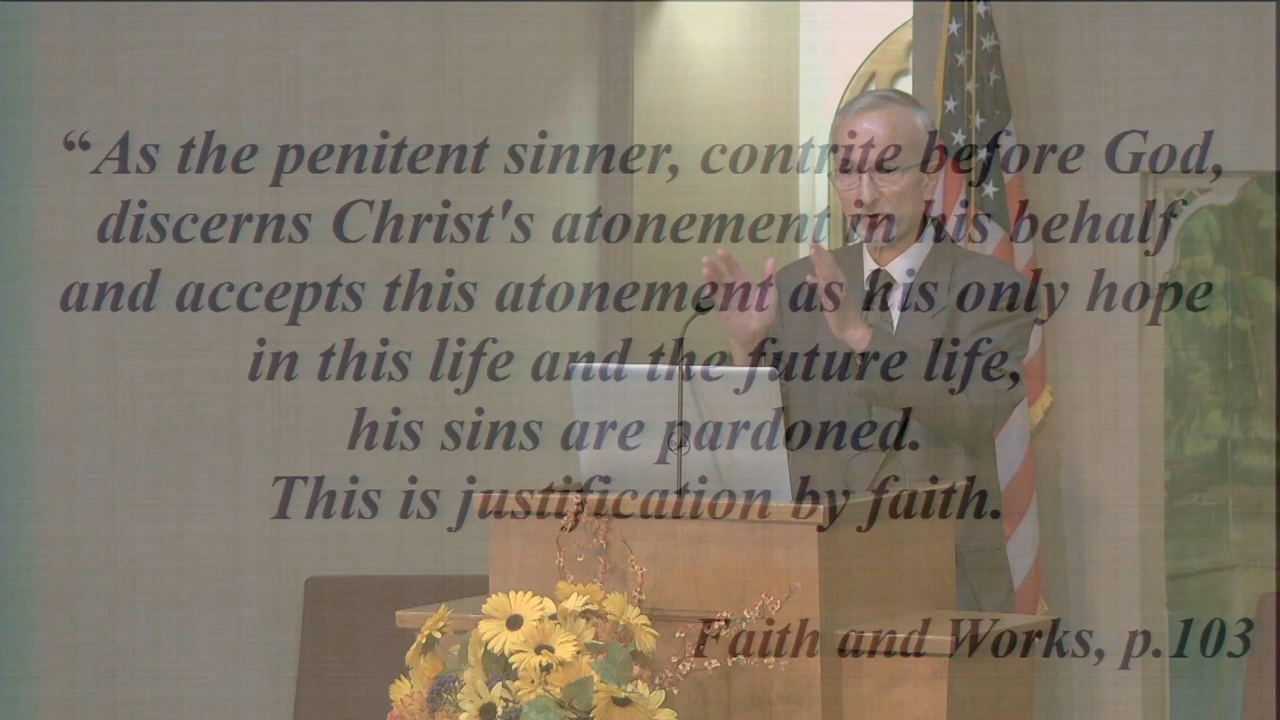 “As the penitent sinner, contrite before God,
discerns Christ's atonement in his behalf
and accepts this atonement as his only hope
in this life and the future life,
his sins are pardoned.
This is justification by faith.
Faith and Works, p.103